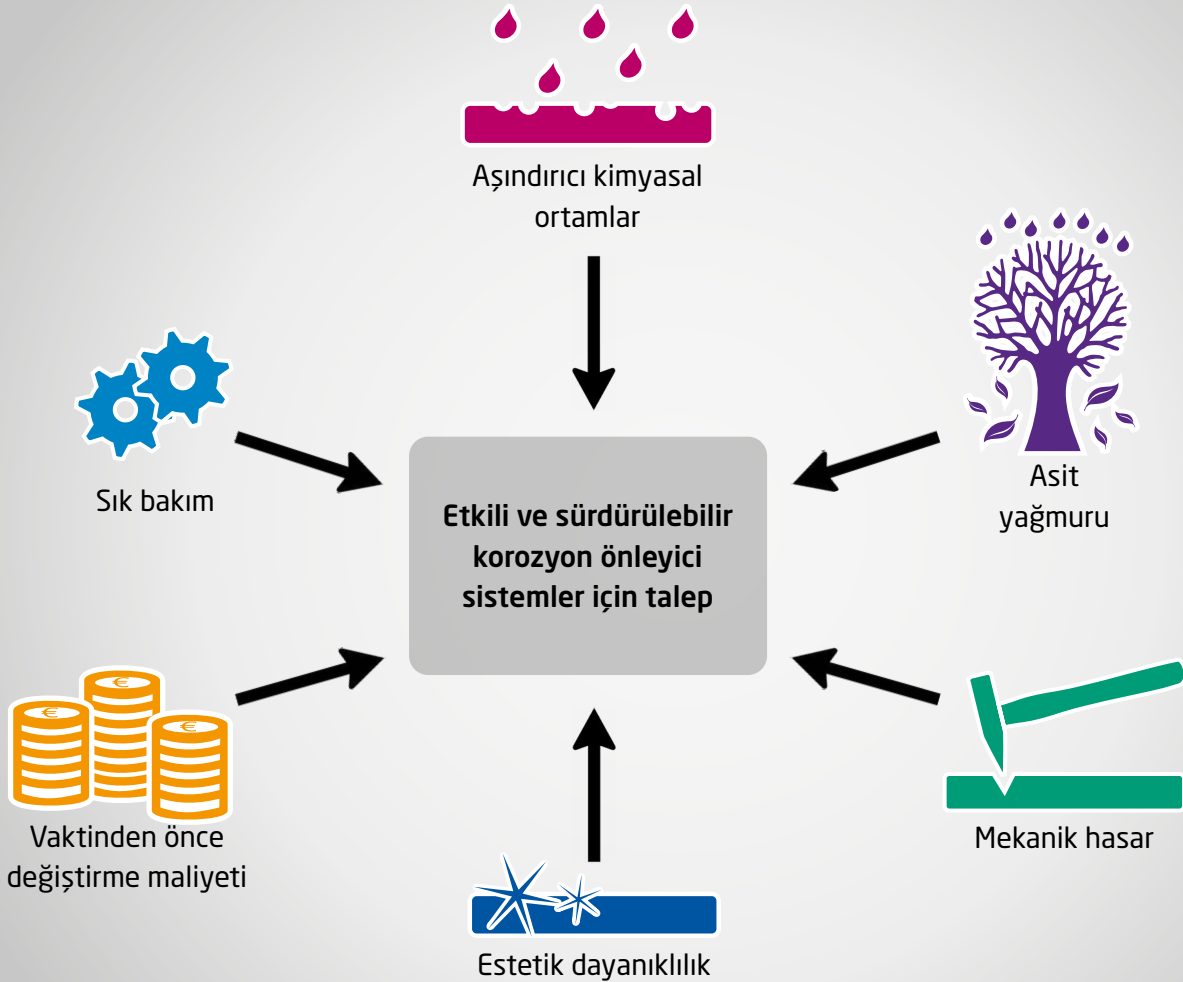 Aşındırıcı kimyasal
ortamlar
Asit
yağmuru
Sık bakım
Etkili ve sürdürülebilir
korozyon önleyici
sistemler için talep
€
€
€
Vaktinden önce
değiştirme maliyeti
Mekanik hasar
Estetik dayanıklılık